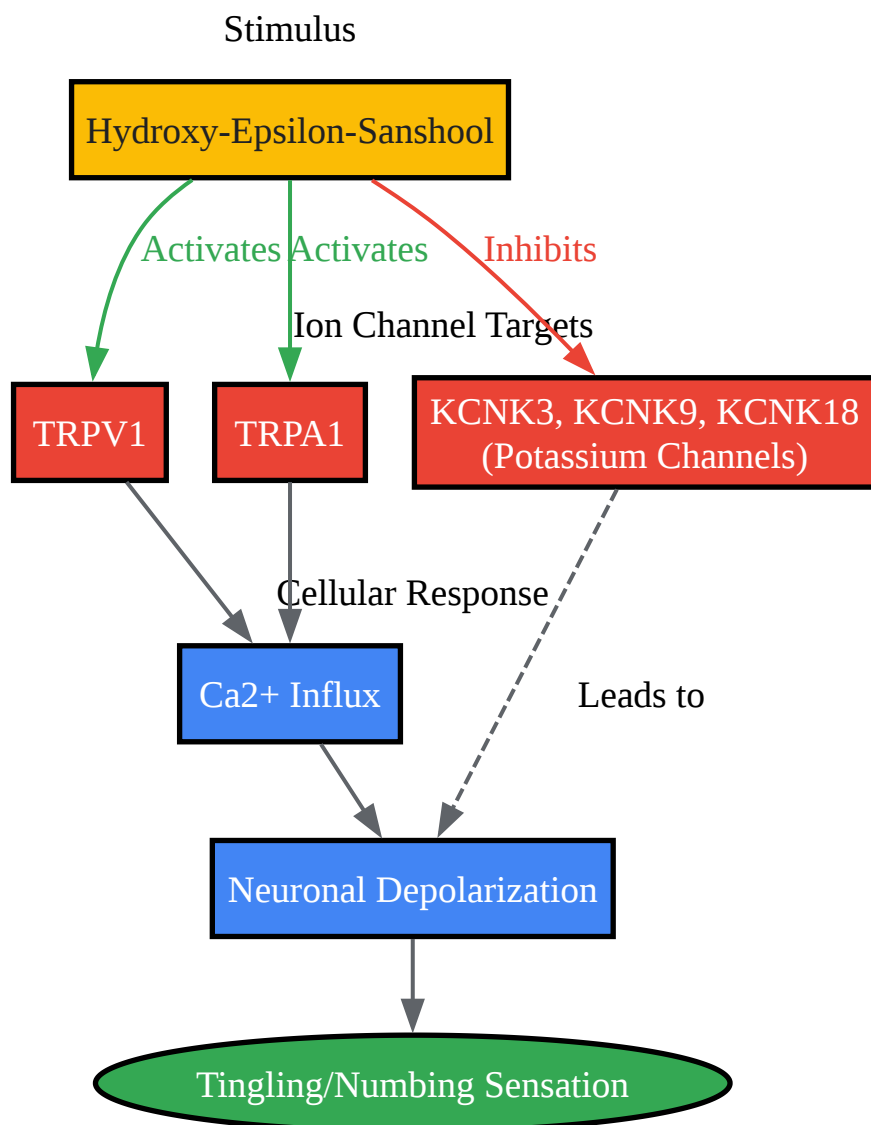 Stimulus
Hydroxy-Epsilon-Sanshool
Activates
Activates
Inhibits
Ion Channel Targets
TRPV1
TRPA1
KCNK3, KCNK9, KCNK18
(Potassium Channels)
Cellular Response
Ca2+ Influx
Leads to
Neuronal Depolarization
Tingling/Numbing Sensation